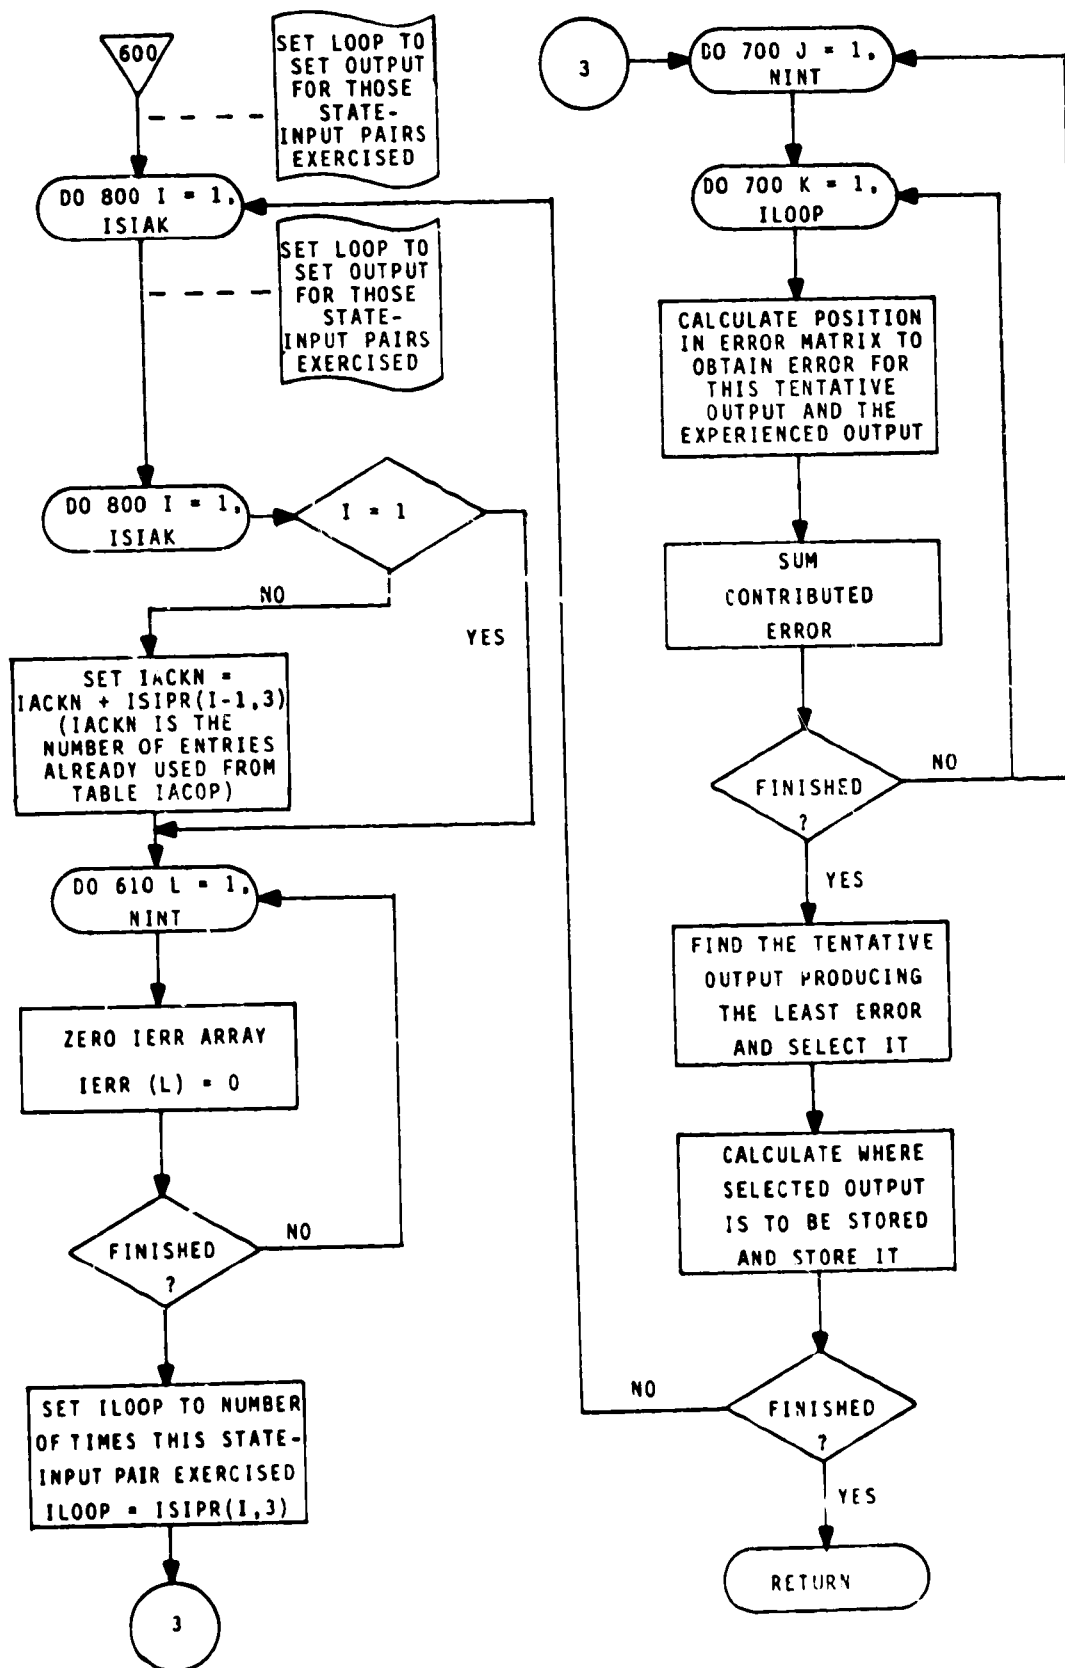 600
SET LOOP TO
SET OUTPUT
FOR THOSE
STATE-
INPUT PAIRS
EXERCISED
DO 800 I = 1,
ISIAK
SET LOOP TO
SET OUTPUT
FOR THOSE
STATE-
INPUT PAIRS
EXERCISED
DO 800 I = 1,
ISIAK
I = 1
NO
YES
SET IACKN =
IACKN + ISIPR(I-1,3)
(IACKN IS THE
NUMBER OF ENTRIES
ALREADY USED FROM
TABLE IACOP)
DO 610 L = 1,
NINT
ZERO IERR ARRAY
IERR (L) = 0
NO
FINISHED
?
SET ILOOP TO NUMBER
OF TIMES THIS STATE-
INPUT PAIR EXERCISED
ILOOP = ISIPR(I,3)
3
3
DO 700 J = 1,
NINT
DO 700 K = 1,
ILOOP
CALCULATE POSITION
IN ERROR MATRIX TO
OBTAIN ERROR FOR
THIS TENTATIVE
OUTPUT AND THE
EXPERIENCED OUTPUT
SUM
CONTRIBUTED
ERROR
NO
FINISHED
?
YES
FIND THE TENTATIVE
OUTPUT PRODUCING
THE LEAST ERROR
AND SELECT IT
CALCULATE WHERE
SELECTED OUTPUT
IS TO BE STORED
AND STORE IT
NO
FINISHED
?
YES
RETURN